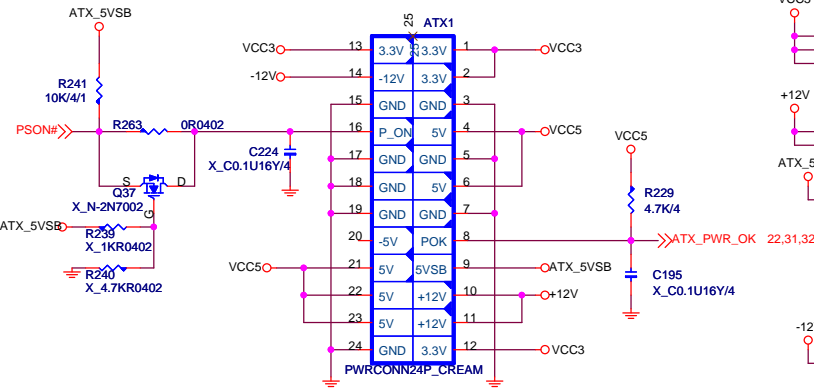 ATX_5VSB
R241
10K/4/1
PSON#
R263
0R0402
S
D
Q37
X_N-2N7002
G
ATX_5VSB
R239
X_1KR0402
R240
X_4.7KR0402
C224
X_C0.1U16Y/4
25
ATX1
25
VCC3 13 3.3V 3.3V 1 VCC3
-12V 14 -12V 3.3V 2
15 GND GND 3
16 P_ON 5V 4 VCC5
17 GND GND 5
18 GND 5V 6
19 GND GND 7
20 -5V POK 8
VCC5 21 5V 5VSB 9 ATX_5VSB
22 5V +12V 10 +12V
23 5V +12V 11
24 GND 3.3V 12 VCC3
PWRCONN24P_CREAM
VCC5
R229
4.7K/4
ATX_PWR_OK 22,31,32
C195
X_C0.1U16Y/4
VCC3
+12V
ATX_5
-12